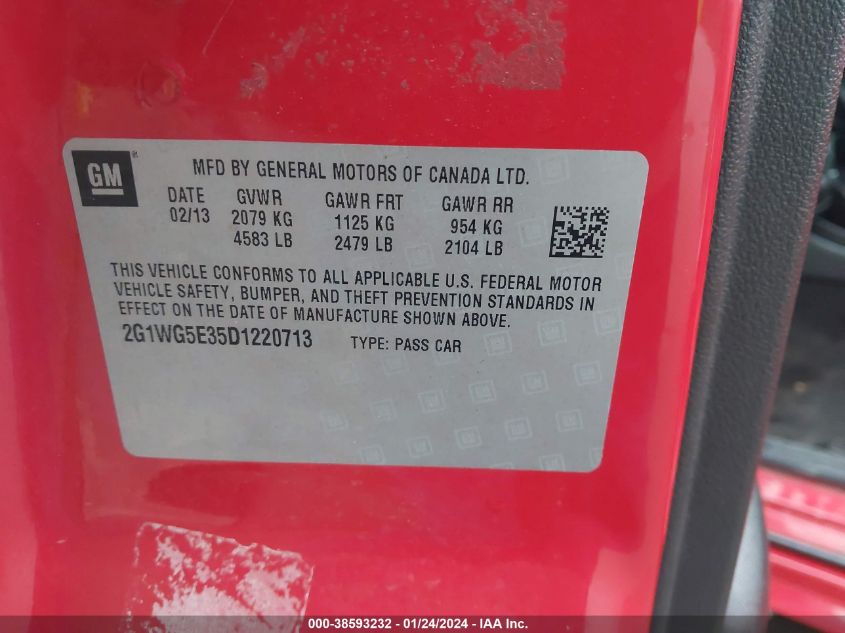 GM
MFD BY GENERAL MOTORS OF CANADA LTD.
DATE GVWR GAWR FRT GAWR RR
02/13 2079 KG 1125 KG 954 KG
4583 LB 2479 LB 2104 LB
THIS VEHICLE CONFORMS TO ALL APPLICABLE U.S. FEDERAL MOTOR
VEHICLE SAFETY, BUMPER, AND THEFT PREVENTION STANDARDS IN
EFFECT ON THE DATE OF MANUFACTURE SHOWN ABOVE.
2G1WG5E35D1220713 TYPE: PASS CAR
000-38593232 - 01/24/2024 - IAA Inc.